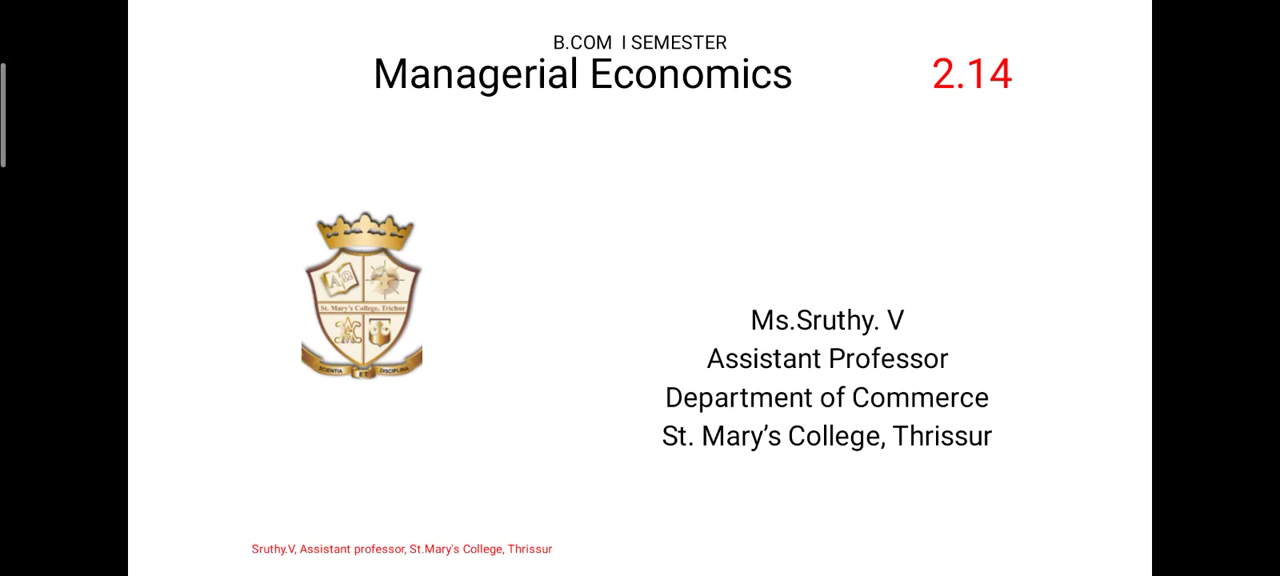 B.COM I SEMESTER
Managerial Economics 2.14
St. Mary's College, Trichur
SCIENTIA ET DISCIPLINA
Ms.Sruthy. V
Assistant Professor
Department of Commerce
St. Mary’s College, Thrissur
Sruthy.V, Assistant professor, St.Mary's College, Thrissur